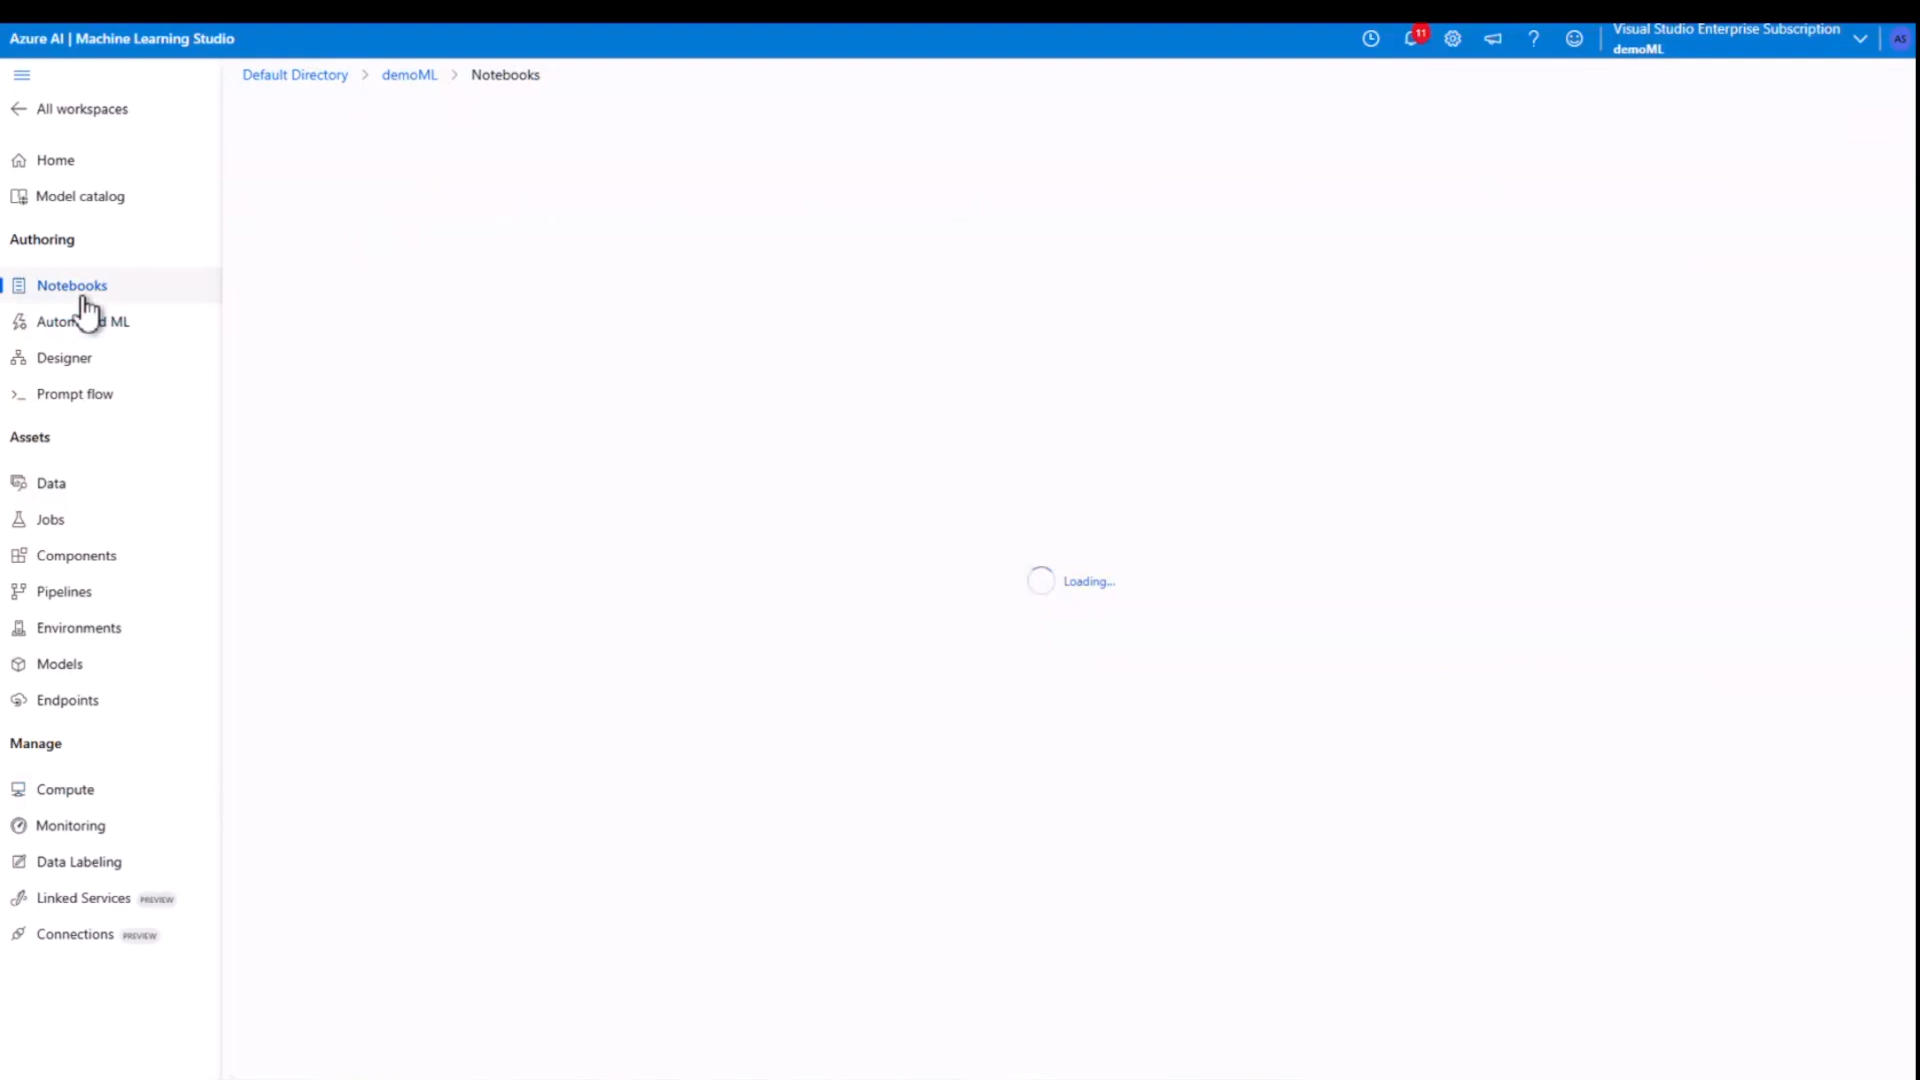 Azure AI | Machine Learning Studio
11
Visual Studio Enterprise Subscription
demoML
AS
Default Directory > demoML > Notebooks
All workspaces
Home
Model catalog
Authoring
Notebooks
Automated ML
Designer
Prompt flow
Assets
Data
Jobs
Components
Pipelines
Environments
Models
Endpoints
Loading...
Manage
Compute
Monitoring
Data Labeling
Linked Services PREVIEW
Connections PREVIEW